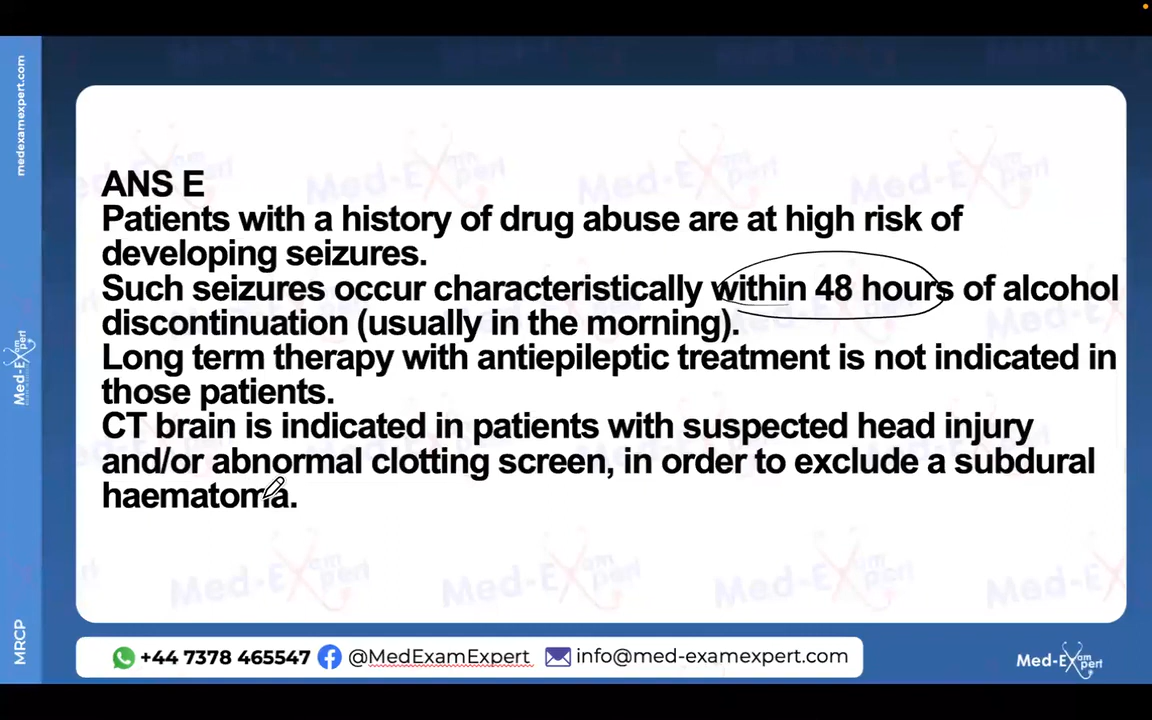 medexamexpert.com
Med-Exam Expert
MRCP
ANS E
Patients with a history of drug abuse are at high risk of
developing seizures.
Such seizures occur characteristically within 48 hours of alcohol
discontinuation (usually in the morning).
Long term therapy with antiepileptic treatment is not indicated in
those patients.
CT brain is indicated in patients with suspected head injury
and/or abnormal clotting screen, in order to exclude a subdural
haematoma.
+44 7378 465547 @MedExamExpert info@med-examexpert.com
Med-Exam Expert